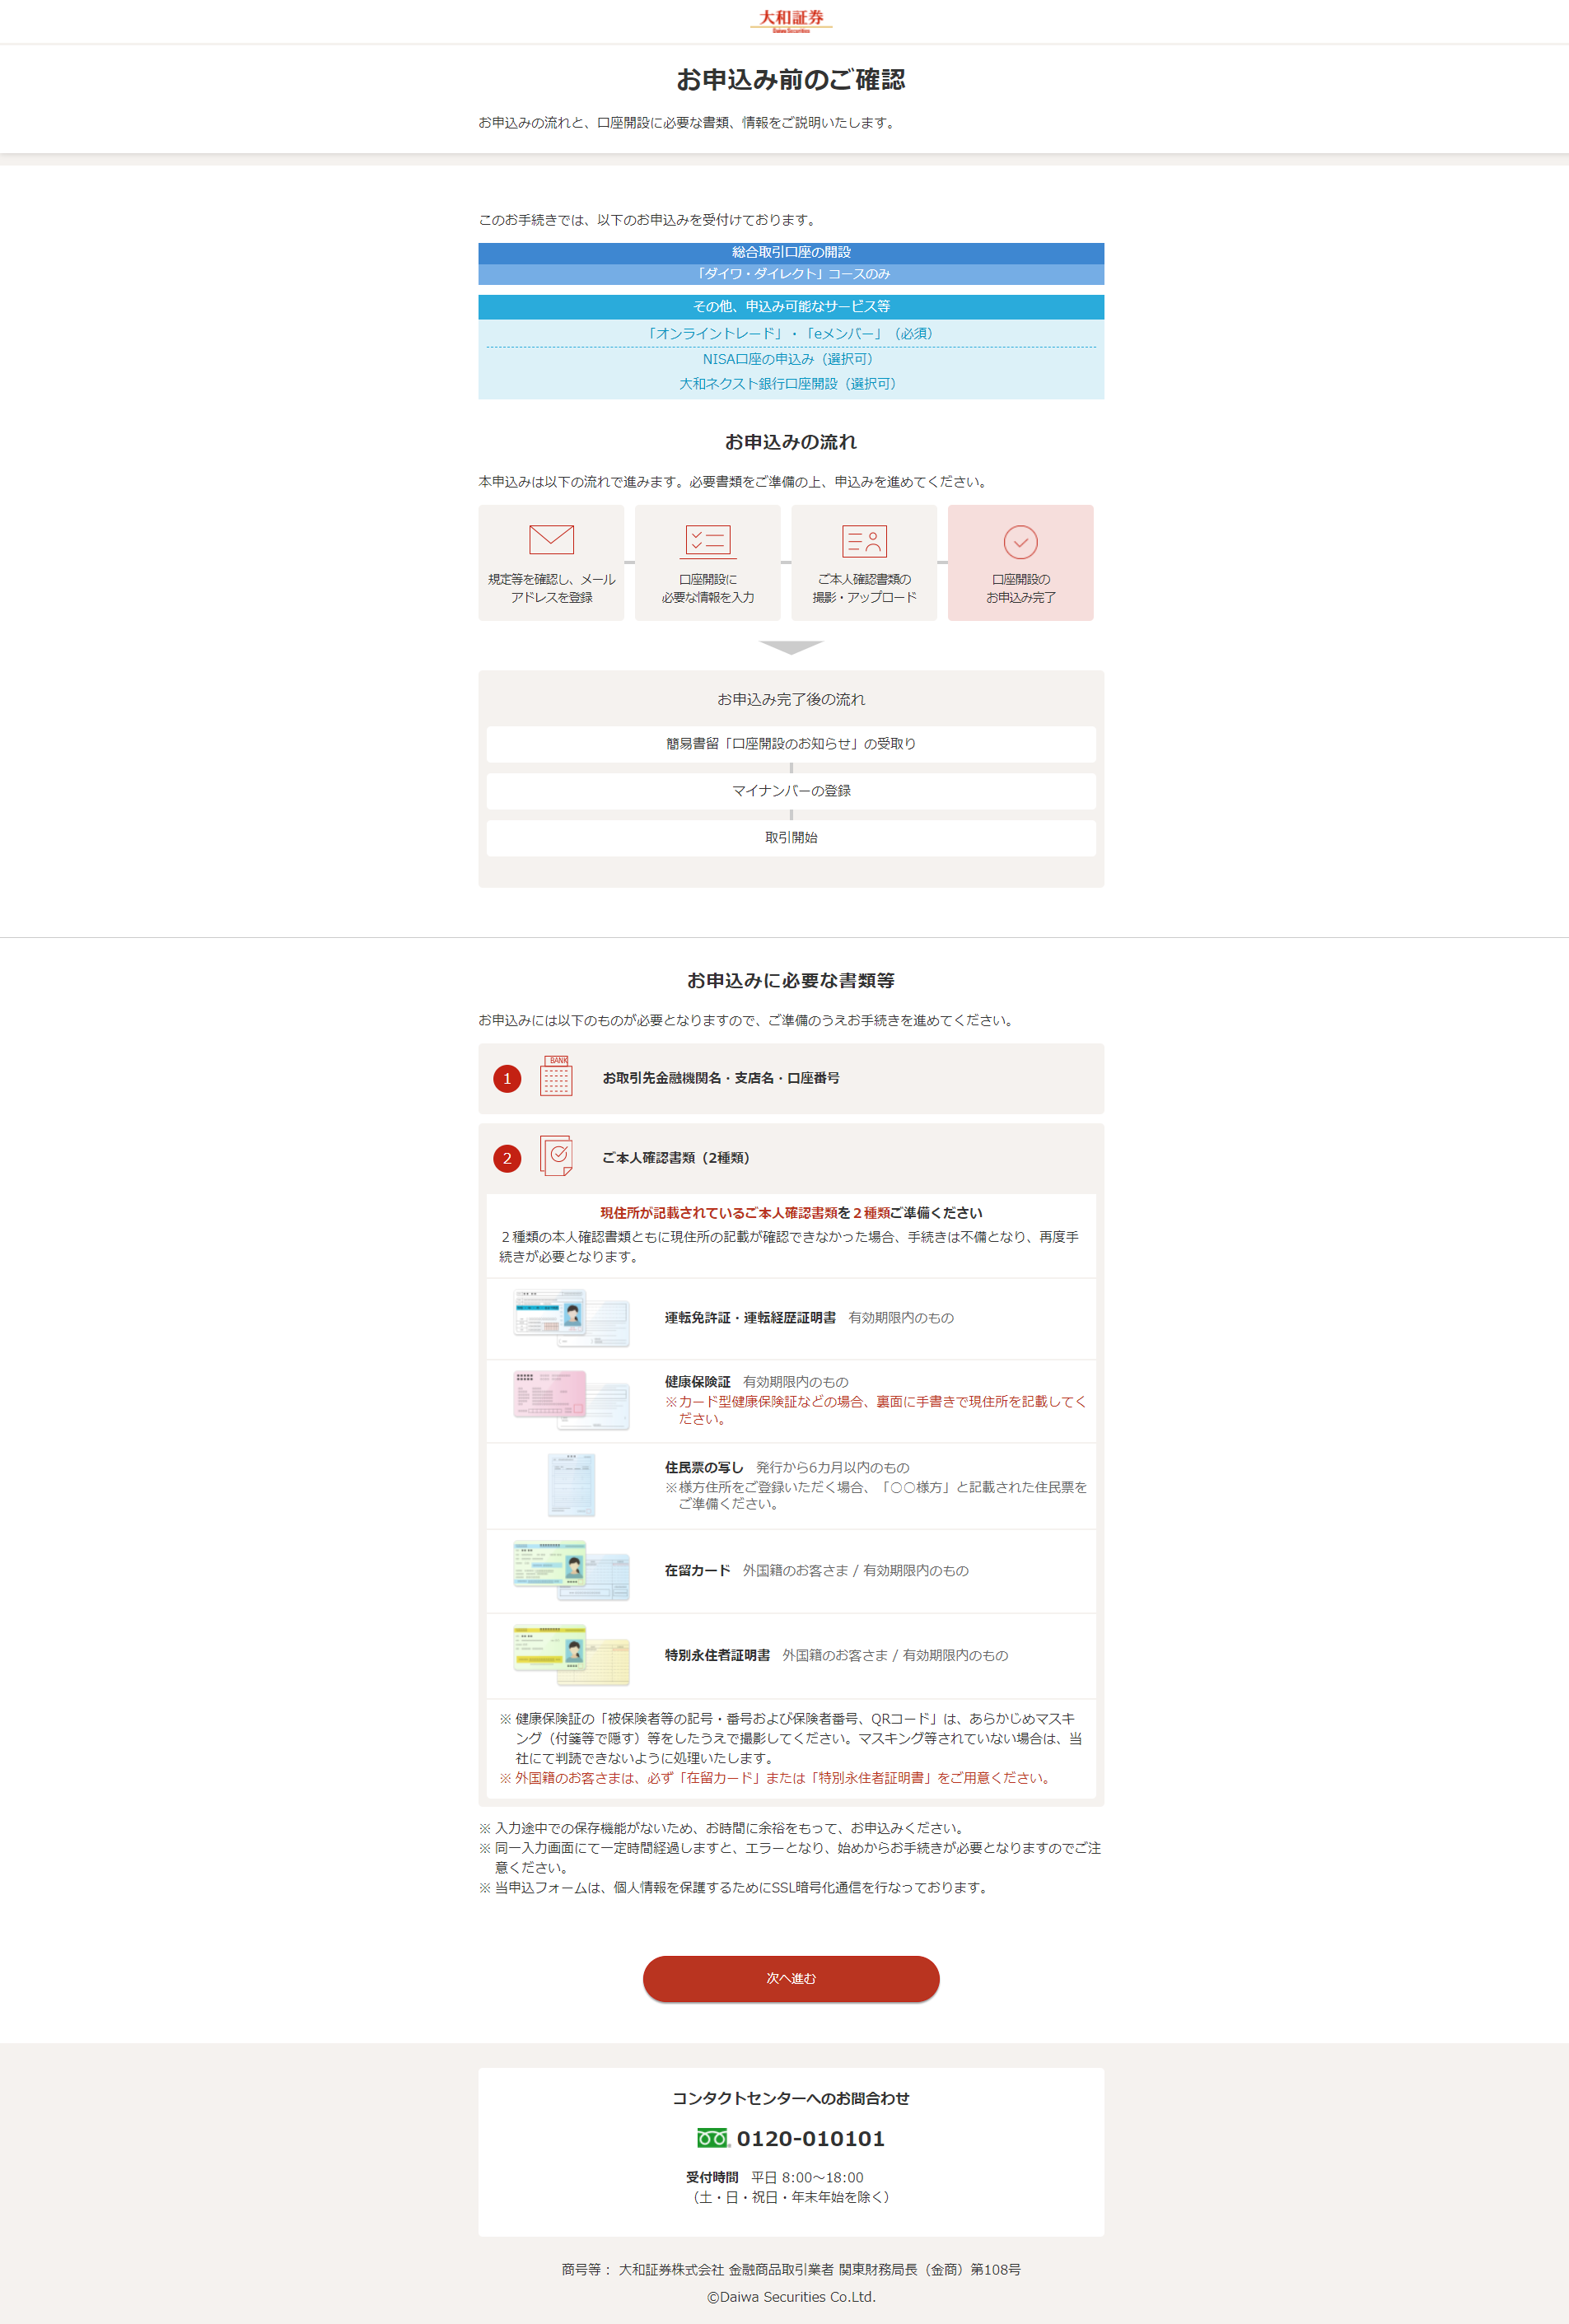 大和証券
Daiwa Securities
お申込み前のご確認
お申込みの流れと、口座開設に必要な書類、情報をご説明いたします。
このお手続きでは、以下のお申込みを受付けております。
総合取引口座の開設
「ダイワ・ダイレクト」コースのみ
その他、申込み可能なサービス等
「オンライントレード」・「eメンバー」（必須）
NISA口座の申込み（選択可）
大和ネクスト銀行口座開設（選択可）
お申込みの流れ
本申込みは以下の流れで進みます。必要書類をご準備の上、申込みを進めてください。
規定等を確認し、メール
アドレスを登録
口座開設に
必要な情報を入力
ご本人確認書類の
撮影・アップロード
口座開設の
お申込み完了
お申込み完了後の流れ
簡易書留「口座開設のお知らせ」の受取り
マイナンバーの登録
取引開始
お申込みに必要な書類等
お申込みには以下のものが必要となりますので、ご準備のうえお手続きを進めてください。
1 BANK お取引先金融機関名・支店名・口座番号
2 ご本人確認書類（2種類）
現住所が記載されているご本人確認書類を２種類ご準備ください
２種類の本人確認書類ともに現住所の記載が確認できなかった場合、手続きは不備となり、再度手
続きが必要となります。
運転免許証・運転経歴証明書 有効期限内のもの
健康保険証 有効期限内のもの
※カード型健康保険証などの場合、裏面に手書きで現住所を記載してく
ださい。
住民票の写し 発行から6カ月以内のもの
※様方住所をご登録いただく場合、「○○様方」と記載された住民票を
ご準備ください。
在留カード 外国籍のお客さま / 有効期限内のもの
特別永住者証明書 外国籍のお客さま / 有効期限内のもの
※ 健康保険証の「被保険者等の記号・番号および保険者番号、QRコード」は、あらかじめマスキ
ング（付箋等で隠す）等をしたうえで撮影してください。マスキング等されていない場合は、当
社にて判読できないように処理いたします。
※ 外国籍のお客さまは、必ず「在留カード」または「特別永住者証明書」をご用意ください。
※ 入力途中での保存機能がないため、お時間に余裕をもって、お申込みください。
※ 同一入力画面にて一定時間経過しますと、エラーとなり、始めからお手続きが必要となりますのでご注
意ください。
※ 当申込フォームは、個人情報を保護するためにSSL暗号化通信を行なっております。
次へ進む
コンタクトセンターへのお問合わせ
0120-010101
受付時間 平日 8:00～18:00
（土・日・祝日・年末年始を除く）
商号等： 大和証券株式会社 金融商品取引業者 関東財務局長（金商）第108号
©Daiwa Securities Co.Ltd.